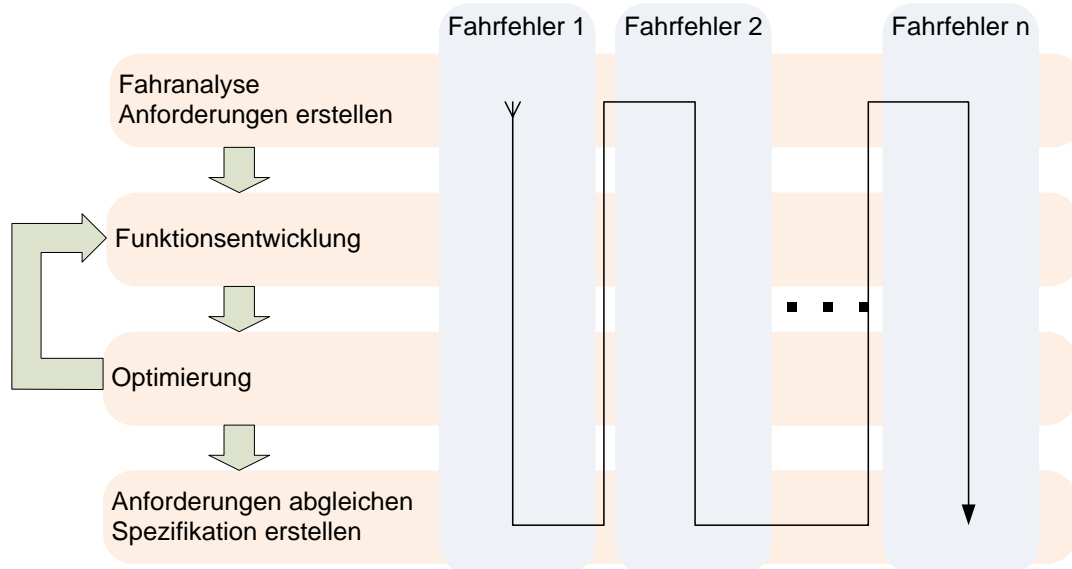 Fahrfehler 1
Fahrfehler 2
Fahrfehler n
Fahranalyse
Anforderungen erstellen
Funktionsentwicklung
Optimierung
Anforderungen abgleichen
Spezifikation erstellen